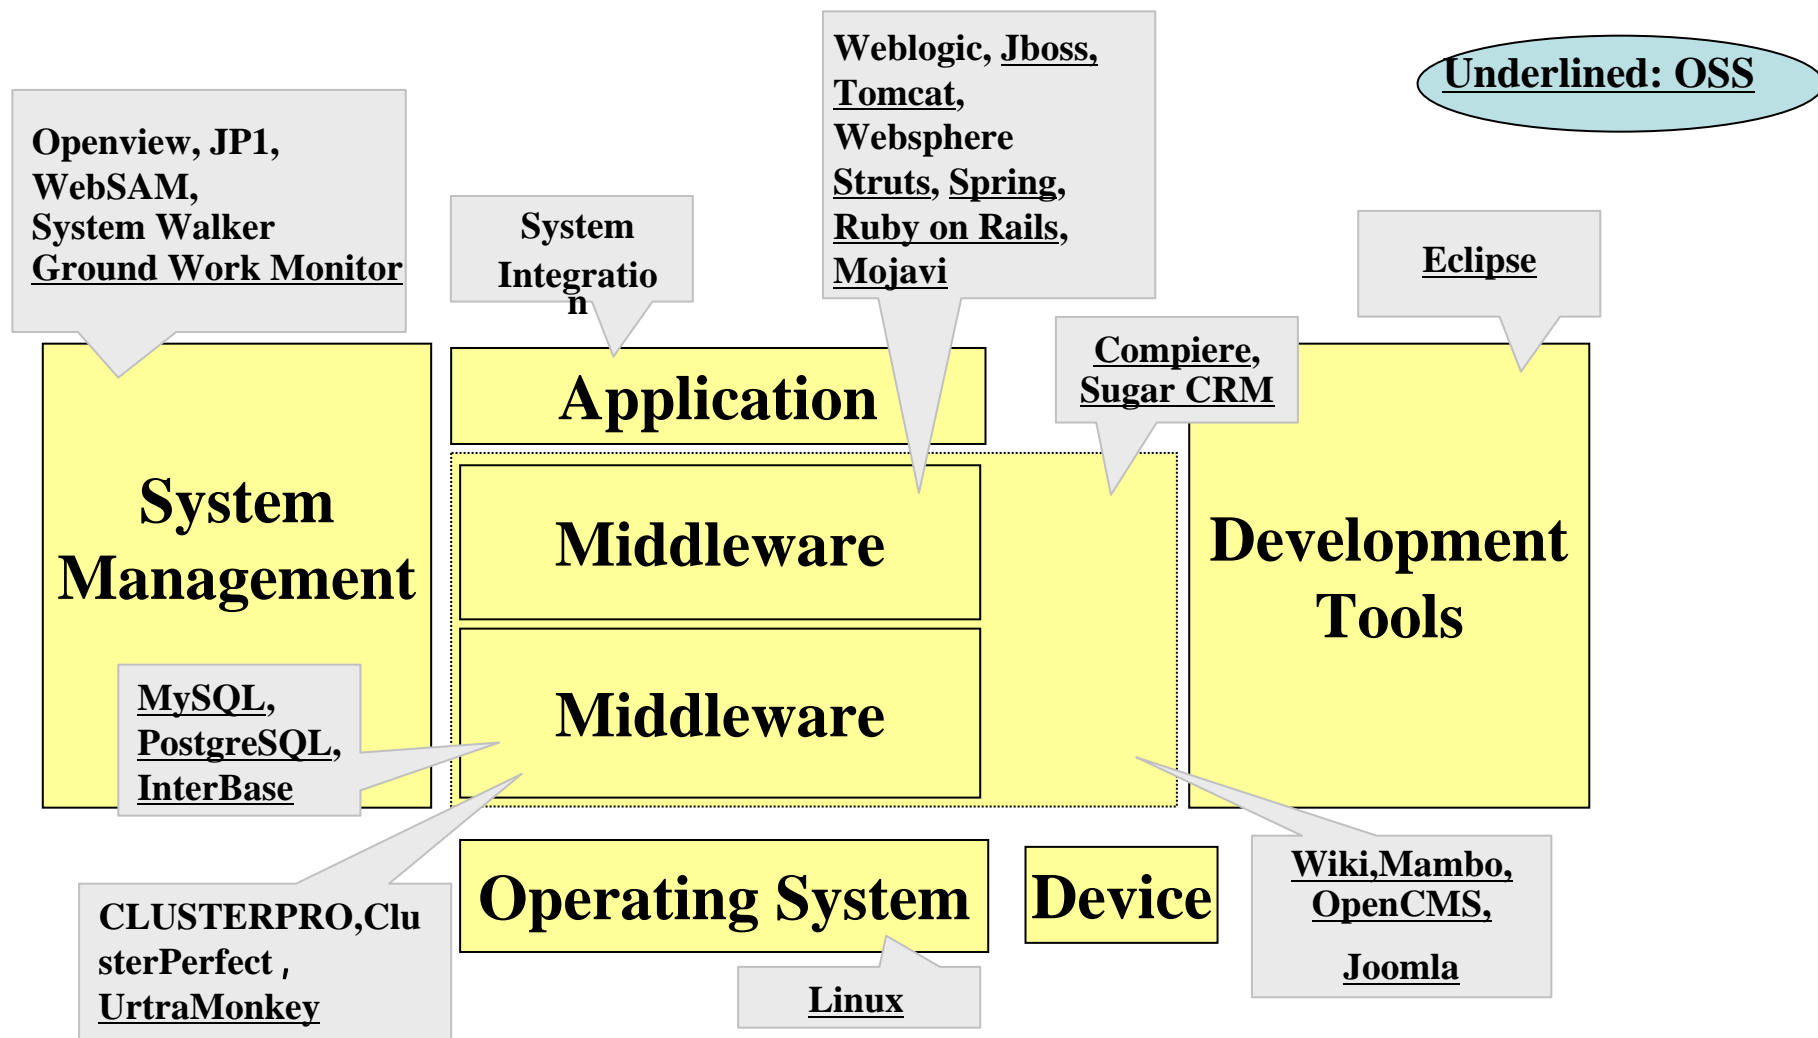 Weblogic, Jboss,
Tomcat,
Websphere
Struts, Spring,
Ruby on Rails,
Mojavi
Underlined: OSS
Openview, JP1,
WebSAM,
System Walker
Ground Work Monitor
System
Integratio
n
Eclipse
Compiere,
Sugar CRM
Application
System
Management
Middleware
Development
Tools
Middleware
MySQL,
PostgreSQL,
InterBase
Operating System
Device
Wiki,Mambo,
OpenCMS,
Joomla
CLUSTERPRO,Clu
sterPerfect ,
UrtraMonkey
Linux